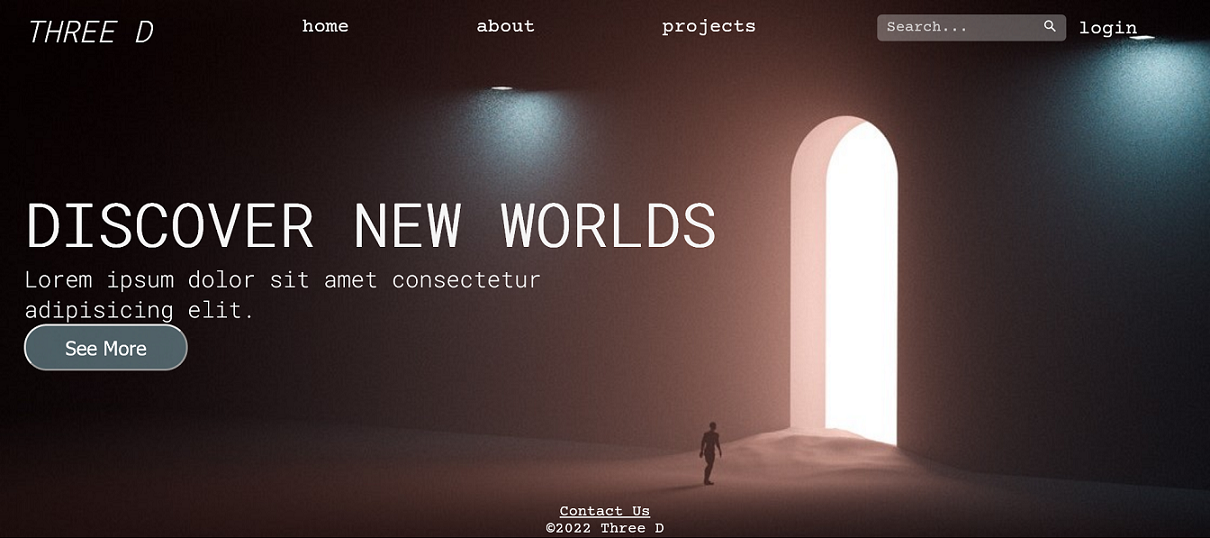 THREE D
home
about
projects
Search...
login
DISCOVER NEW WORLDS
Lorem ipsum dolor sit amet consectetur
adipisicing elit.
See More
Contact Us
©2022 Three D